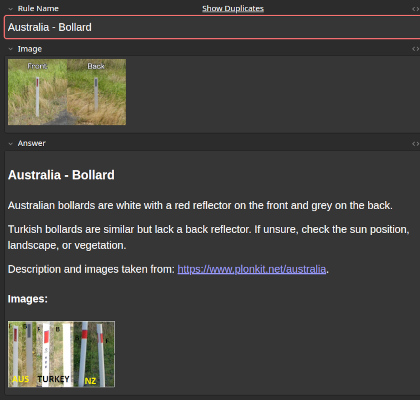 Rule Name
Show Duplicates
Australia - Bollard
Image
Front
Back
Answer
Australia - Bollard
Australian bollards are white with a red reflector on the front and grey on the back.
Turkish bollards are similar but lack a back reflector. If unsure, check the sun position,
landscape, or vegetation.
Description and images taken from: https://www.plonkit.net/australia.
Images:
AUS
TURKEY
NZ